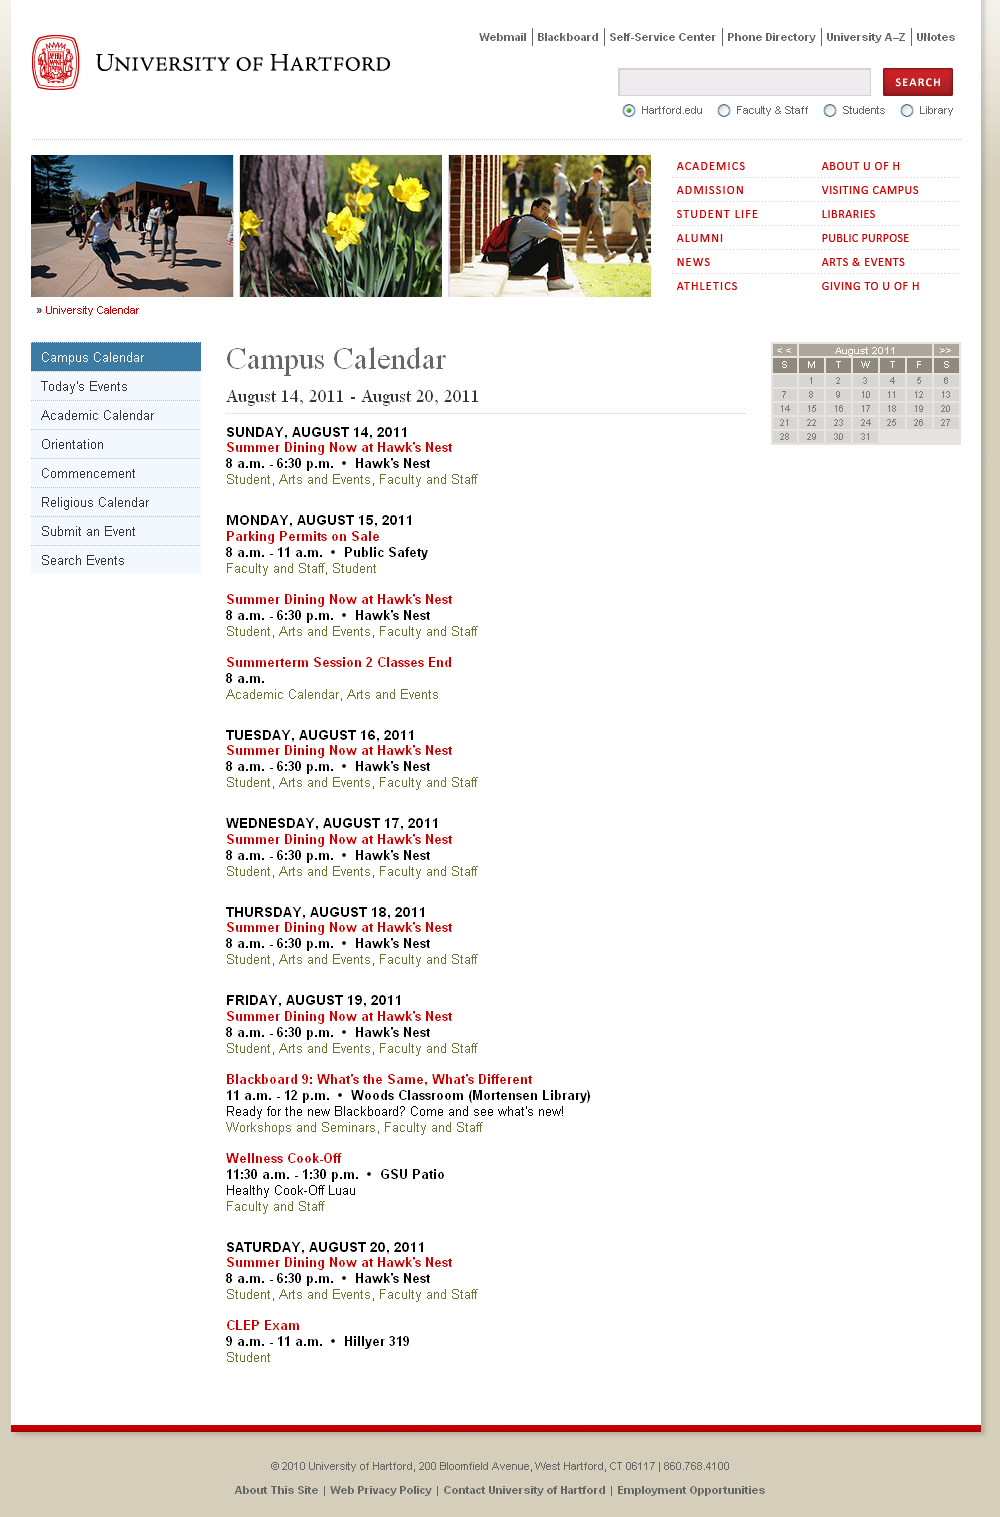 Webmail | Blackboard | Self-Service Center | Phone Directory | University A–Z | UNotes
UNIVERSITY OF HARTFORD
SEARCH
Hartford.edu Faculty & Staff Students Library
ACADEMICS ABOUT U OF H
ADMISSION VISITING CAMPUS
STUDENT LIFE LIBRARIES
ALUMNI PUBLIC PURPOSE
NEWS ARTS & EVENTS
ATHLETICS GIVING TO U OF H
» University Calendar
Campus Calendar
Today's Events
Academic Calendar
Orientation
Commencement
Religious Calendar
Submit an Event
Search Events
Campus Calendar
August 14, 2011 - August 20, 2011
SUNDAY, AUGUST 14, 2011
Summer Dining Now at Hawk's Nest
8 a.m. - 6:30 p.m. • Hawk's Nest
Student, Arts and Events, Faculty and Staff
MONDAY, AUGUST 15, 2011
Parking Permits on Sale
8 a.m. - 11 a.m. • Public Safety
Faculty and Staff, Student
Summer Dining Now at Hawk's Nest
8 a.m. - 6:30 p.m. • Hawk's Nest
Student, Arts and Events, Faculty and Staff
Summerterm Session 2 Classes End
8 a.m.
Academic Calendar, Arts and Events
TUESDAY, AUGUST 16, 2011
Summer Dining Now at Hawk's Nest
8 a.m. - 6:30 p.m. • Hawk's Nest
Student, Arts and Events, Faculty and Staff
WEDNESDAY, AUGUST 17, 2011
Summer Dining Now at Hawk's Nest
8 a.m. - 6:30 p.m. • Hawk's Nest
Student, Arts and Events, Faculty and Staff
THURSDAY, AUGUST 18, 2011
Summer Dining Now at Hawk's Nest
8 a.m. - 6:30 p.m. • Hawk's Nest
Student, Arts and Events, Faculty and Staff
FRIDAY, AUGUST 19, 2011
Summer Dining Now at Hawk's Nest
8 a.m. - 6:30 p.m. • Hawk's Nest
Student, Arts and Events, Faculty and Staff
Blackboard 9: What's the Same, What's Different
11 a.m. - 12 p.m. • Woods Classroom (Mortensen Library)
Ready for the new Blackboard? Come and see what's new!
Workshops and Seminars, Faculty and Staff
Wellness Cook-Off
11:30 a.m. - 1:30 p.m. • GSU Patio
Healthy Cook-Off Luau
Faculty and Staff
SATURDAY, AUGUST 20, 2011
Summer Dining Now at Hawk's Nest
8 a.m. - 6:30 p.m. • Hawk's Nest
Student, Arts and Events, Faculty and Staff
CLEP Exam
9 a.m. - 11 a.m. • Hillyer 319
Student
<< August 2011 >>
S M T W T F S
1 2 3 4 5 6
7 8 9 10 11 12 13
14 15 16 17 18 19 20
21 22 23 24 25 26 27
28 29 30 31
© 2010 University of Hartford, 200 Bloomfield Avenue, West Hartford, CT 06117 | 860.768.4100
About This Site | Web Privacy Policy | Contact University of Hartford | Employment Opportunities